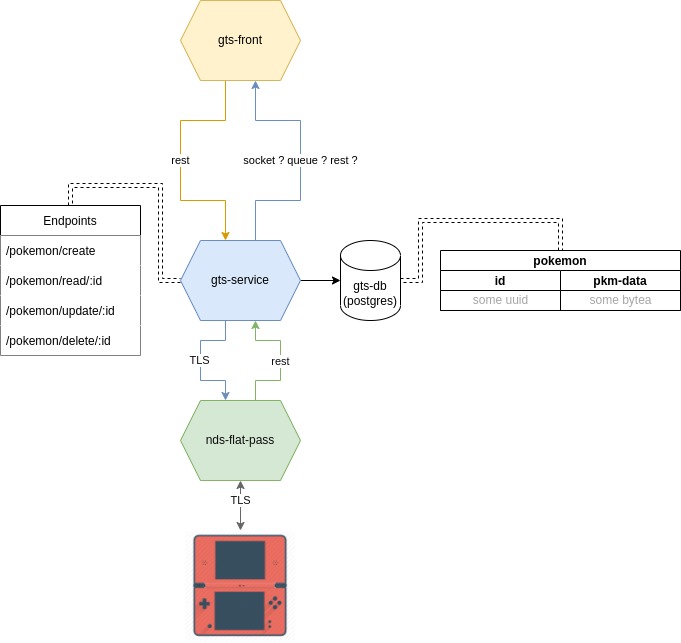 gts-front
rest
socket ? queue ? rest ?
Endpoints
/pokemon/create
/pokemon/read/:id
/pokemon/update/:id
/pokemon/delete/:id
gts-service
gts-db
(postgres)
pokemon
id
pkm-data
some uuid
some bytea
TLS
rest
nds-flat-pass
TLS